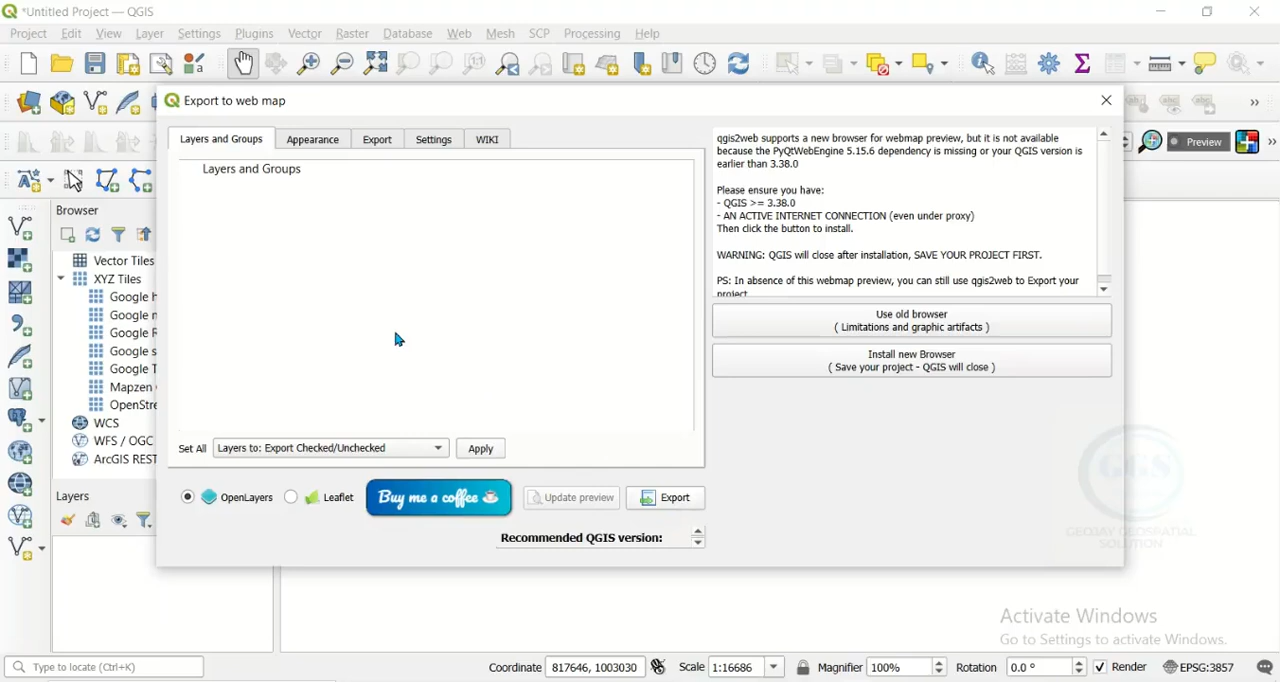 *Untitled Project — QGIS
Project Edit View Layer Settings Plugins Vector Raster Database Web Mesh SCP Processing Help
Export to web map
Layers and Groups Appearance Export Settings WIKI
Layers and Groups
qgis2web supports a new browser for webmap preview, but it is not available
because the PyQtWebEngine 5.15.6 dependency is missing or your QGIS version is
earlier than 3.38.0
Please ensure you have:
- QGIS >= 3.38.0
- AN ACTIVE INTERNET CONNECTION (even under proxy)
Then click the button to install.
WARNING: QGIS will close after installation, SAVE YOUR PROJECT FIRST.
PS: In absence of this webmap preview, you can still use qgis2web to Export your
project
Use old browser
( Limitations and graphic artifacts )
Install new Browser
( Save your project - QGIS will close )
Preview
Browser
Vector Tiles
XYZ Tiles
Google h
Google
Google R
Google s
Google T
Mapzen
OpenStre
WCS
WFS / OGC
ArcGIS REST
Layers
Set All Layers to: Export Checked/Unchecked Apply
OpenLayers Leaflet Buy me a coffee Update preview Export
Recommended QGIS version:
GGS
GEOJAY GEOSPATIAL
SOLUTION
Activate Windows
Go to Settings to activate Windows.
Type to locate (Ctrl+K) Coordinate 817646, 1003030 Scale 1:16686 Magnifier 100% Rotation 0.0 ° Render EPSG:3857